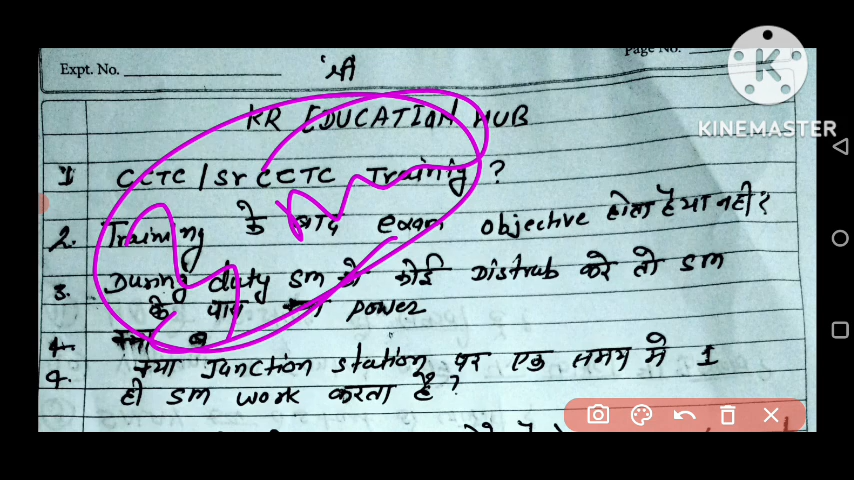 Expt. No.
श्री
Page No.
KINEMASTER
KR EDUCATION HUB
1 CCTC / Sr CCTC Training ?
2. Training के बाद exam objective होता है या नही ?
3. During duty SM को कोई Distrub करे तो SM
के पास क्या power
4. क्या
4. क्या Junction station पर एक समय मे 1
ही SM work करता है ?